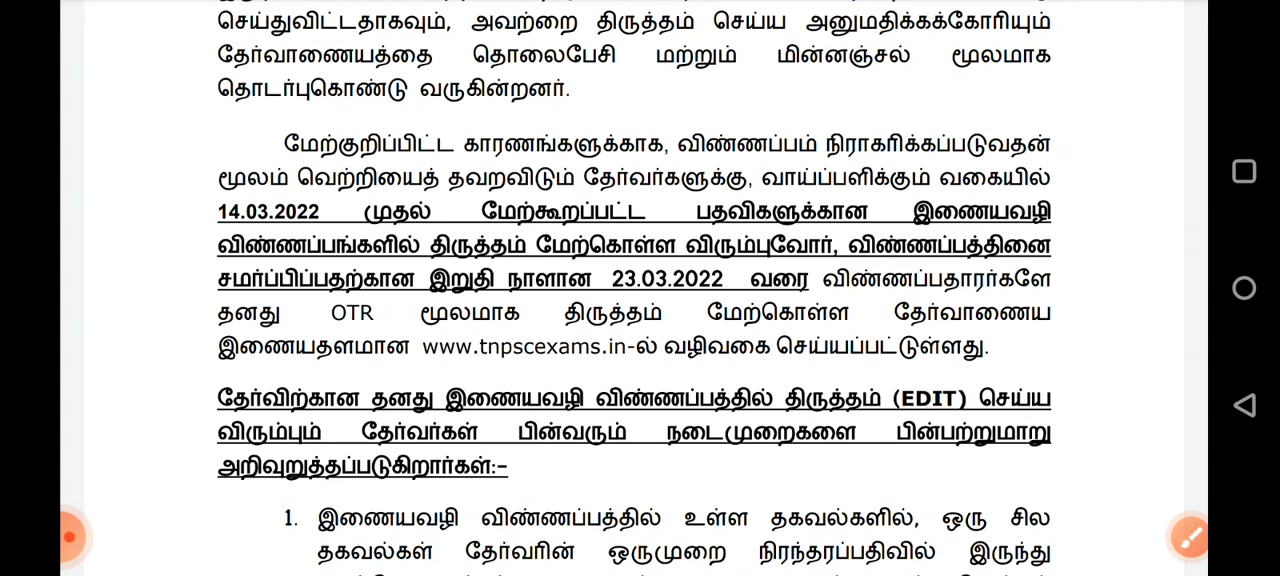 செய்துவிட்டதாகவும், அவற்றை திருத்தம் செய்ய அனுமதிக்கக்கோரியும்
தேர்வாணையத்தை தொலைபேசி மற்றும் மின்னஞ்சல் மூலமாக
தொடர்புகொண்டு வருகின்றனர்.
மேற்குறிப்பிட்ட காரணங்களுக்காக, விண்ணப்பம் நிராகரிக்கப்படுவதன்
மூலம் வெற்றியைத் தவறவிடும் தேர்வர்களுக்கு, வாய்ப்பளிக்கும் வகையில்
14.03.2022 முதல் மேற்கூறப்பட்ட பதவிகளுக்கான இணையவழி
விண்ணப்பங்களில் திருத்தம் மேற்கொள்ள விரும்புவோர், விண்ணப்பத்தினை
சமர்ப்பிப்பதற்கான இறுதி நாளான 23.03.2022 வரை விண்ணப்பதாரர்களே
தனது OTR மூலமாக திருத்தம் மேற்கொள்ள தேர்வாணைய
இணையதளமான www.tnpscexams.in-ல் வழிவகை செய்யப்பட்டுள்ளது.
தேர்விற்கான தனது இணையவழி விண்ணப்பத்தில் திருத்தம் (EDIT) செய்ய
விரும்பும் தேர்வர்கள் பின்வரும் நடைமுறைகளை பின்பற்றுமாறு
அறிவுறுத்தப்படுகிறார்கள்:-
1. இணையவழி விண்ணப்பத்தில் உள்ள தகவல்களில், ஒரு சில
தகவல்கள் தேர்வரின் ஒருமுறை நிரந்தரப்பதிவில் இருந்து